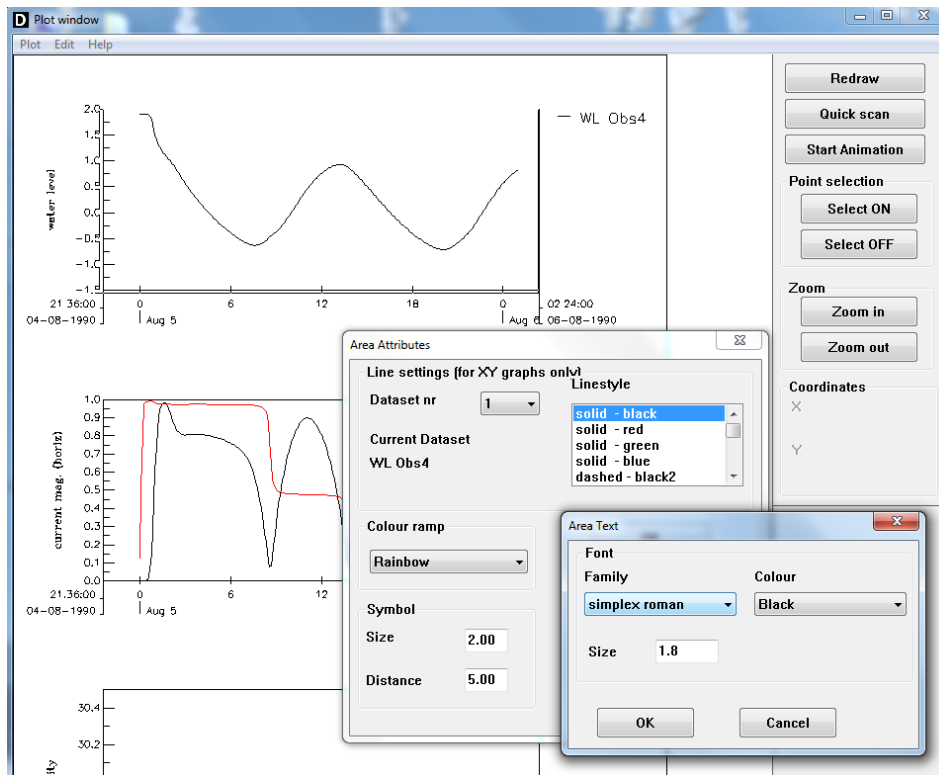 D Plot window
Plot Edit Help
Redraw
Quick scan
Start Animation
Point selection
Select ON
Select OFF
Zoom
Zoom in
Zoom out
Coordinates
X
Y
2.0
1.5
1.0
0.5
0.0
−0.5
−1.0
−1.5
water level
WL Obs4
21 36:00
04-08-1990
0
6
12
18
0
Aug 5
Aug 6
02 24:00
06-08-1990
1.0
0.9
0.8
0.7
0.6
0.5
0.4
0.3
0.2
0.1
0.0
current mag. (horiz)
21.36:00
04-08-1990
0
6
12
Aug 5
30.4
30.2
Area Attributes
Line settings (for XY graphs only)
Dataset nr
1
Current Dataset
WL Obs4
Linestyle
solid - black
solid - red
solid - green
solid - blue
dashed - black2
Colour ramp
Rainbow
Symbol
Size
2.00
Distance
5.00
Area Text
Font
Family
simplex roman
Colour
Black
Size
1.8
OK
Cancel